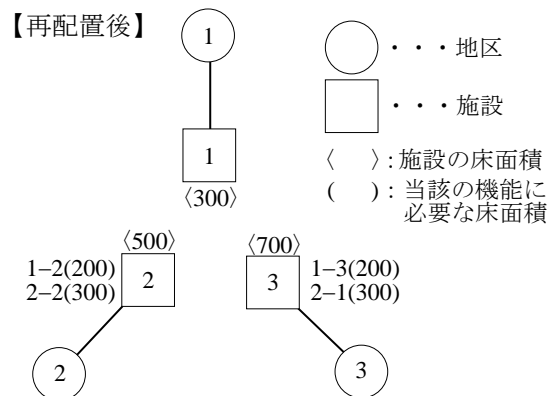 【再配置後】
1
・・・地区
・・・施設
1
〈300〉
〈　〉: 施設の床面積
(　) : 当該の機能に
必要な床面積
〈500〉
1−2(200)
2−2(300)
2
〈700〉
3
1−3(200)
2−1(300)
2
3